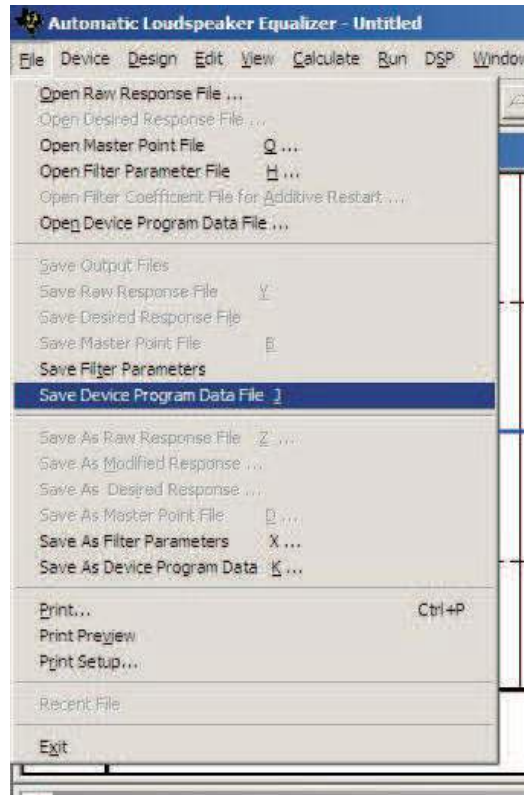 Automatic Loudspeaker Equalizer - Untitled
File Device Design Edit View Calculate Run DSP Window
Open Raw Response File ...
Open Desired Response File ...
Open Master Point File Q ...
Open Filter Parameter File H ...
Open Filter Coefficient File for Additive Restart ...
Open Device Program Data File ...
Save Output Files
Save Raw Response File Y
Save Desired Response File
Save Master Point File B
Save Filter Parameters
Save Device Program Data File J
Save As Raw Response File Z ...
Save As Modified Response ...
Save As Desired Response ...
Save As Master Point File D ...
Save As Filter Parameters X ...
Save As Device Program Data K ...
Print... Ctrl+P
Print Preview
Print Setup...
Recent File
Exit